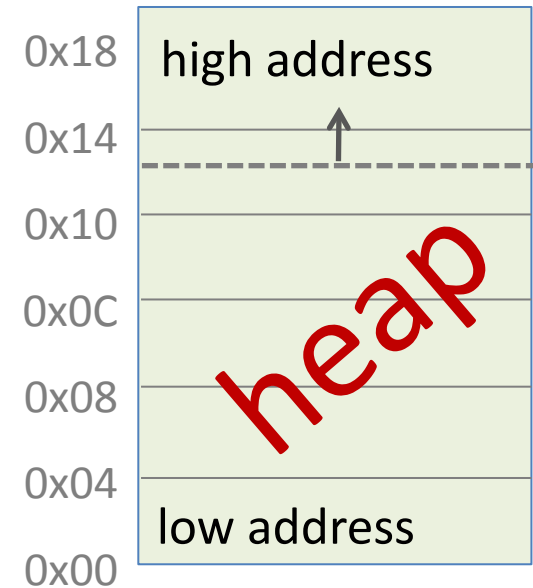 0x18
high address
0x14
0x10
0x0C
heap
0x08
0x04
low address
0x00